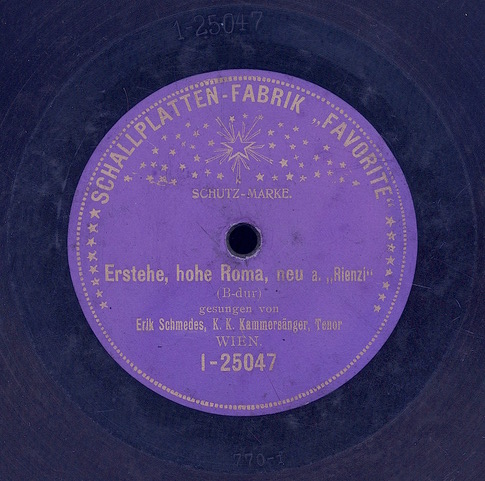 1-25047
SCHALLPLATTEN-FABRIK „FAVORITE"
SCHUTZ-MARKE.
Erstehe, hohe Roma, neu a. „Rienzi"
(B-dur)
gesungen von
Erik Schmedes, K. K. Kammersänger, Tenor
WIEN.
I-25047
770-I